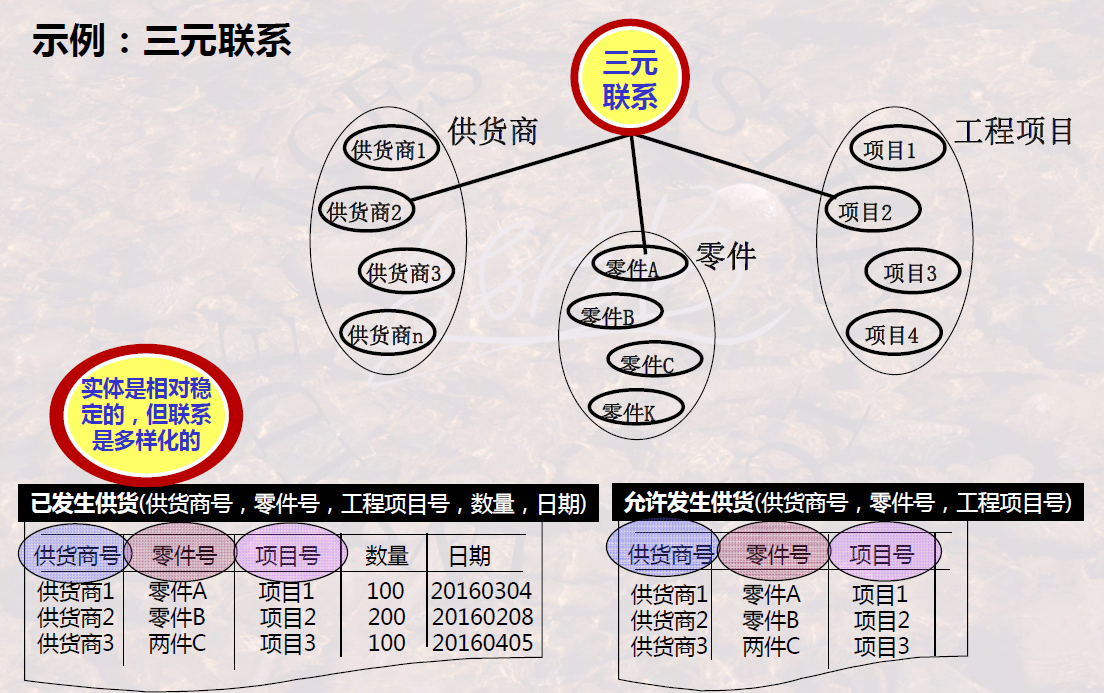 示例：三元联系
三元
联系
供货商
供货商1
供货商2
供货商3
供货商n
零件
零件A
零件B
零件C
零件K
工程项目
项目1
项目2
项目3
项目4
实体是相对稳
定的，但联系
是多样化的
已发生供货(供货商号，零件号，工程项目号，数量，日期)
供货商号 零件号 项目号 数量 日期
供货商1 零件A 项目1 100 20160304
供货商2 零件B 项目2 200 20160208
供货商3 两件C 项目3 100 20160405
允许发生供货(供货商号，零件号，工程项目号)
供货商号 零件号 项目号
供货商1 零件A 项目1
供货商2 零件B 项目2
供货商3 两件C 项目3